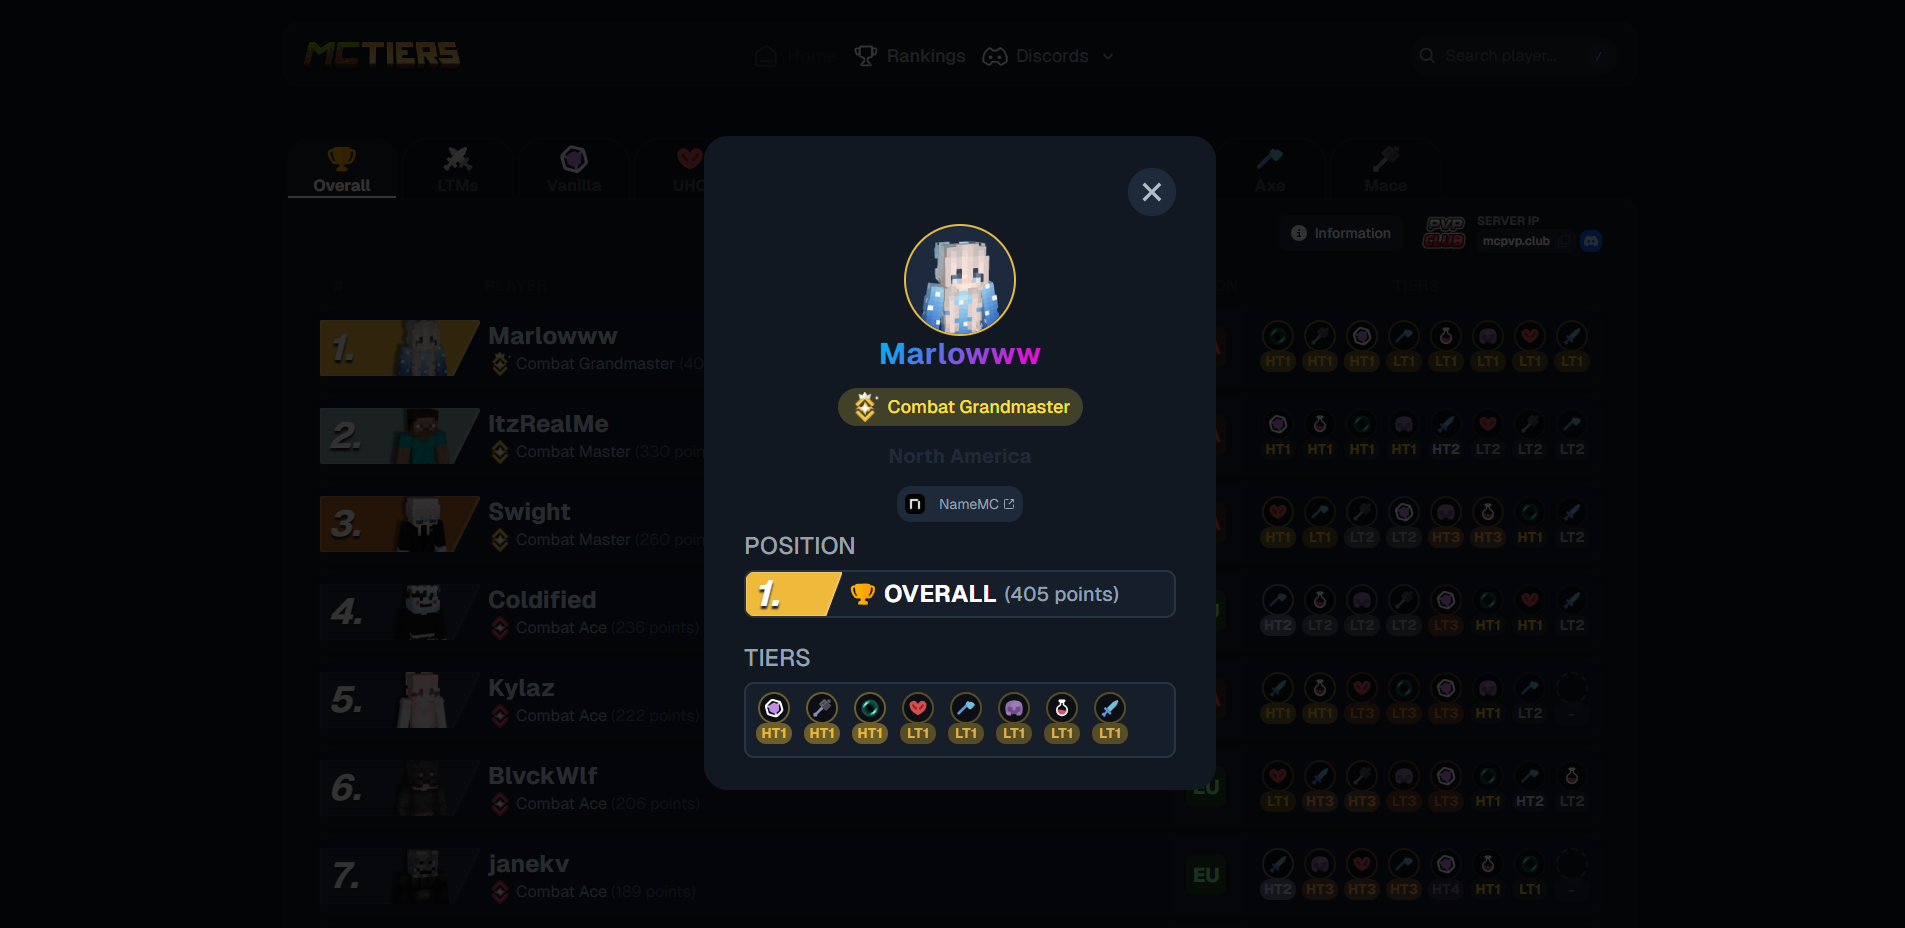 MCTIERS
Home
Rankings
Discords
Search player...
/
Overall
LTMs
Vanilla
UHC
Axe
Mace
Information
PVP CLUB
SERVER IP
mcpvp.club
#
PLAYER
TIERS
1.
Marlowww
Combat Grandmaster (40
HT1 HT1 HT1 LT1 LT1 LT1 LT1 LT1
2.
ItzRealMe
Combat Master (330 poin
HT1 HT1 HT1 HT1 HT2 LT2 LT2 LT2
3.
Swight
Combat Master (260 poin
HT1 LT1 LT2 LT2 HT3 HT3 HT1 LT2
4.
Coldified
Combat Ace (236 points)
HT2 LT2 LT2 LT2 LT3 HT1 HT1 LT2
5.
Kylaz
Combat Ace (222 points)
HT1 HT1 LT3 LT3 LT3 HT1 LT2 -
6.
BlvckWlf
Combat Ace (206 points)
EU
LT1 HT3 HT3 LT3 LT3 HT1 HT2 LT2
7.
janekv
Combat Ace (189 points)
EU
HT2 HT3 HT3 HT3 HT4 HT1 LT1 -
Marlowww
Combat Grandmaster
North America
n NameMC
POSITION
1. OVERALL (405 points)
TIERS
HT1 HT1 HT1 LT1 LT1 LT1 LT1 LT1